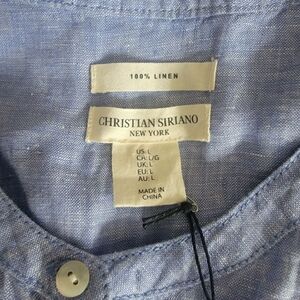 100% LINEN
CHRISTIAN SIRIANO
NEW YORK
US: L
CA: L/G
UK: L
EU: L
AU: L
MADE IN
CHINA